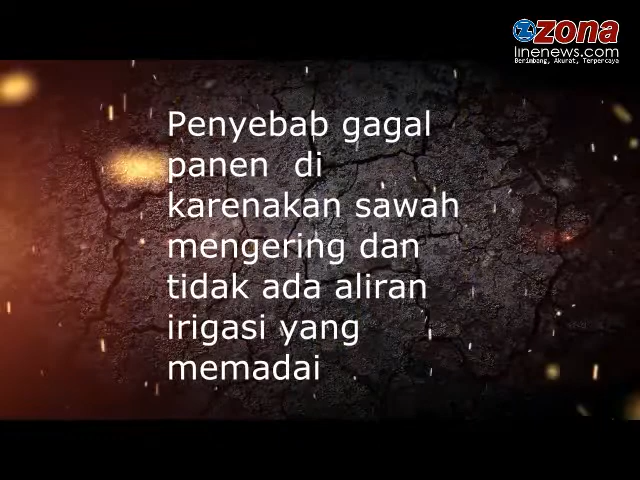 zona
linenews.com
Berimbang, Akurat, Terpercaya
Penyebab gagal
panen di
karenakan sawah
mengering dan
tidak ada aliran
irigasi yang
memadai